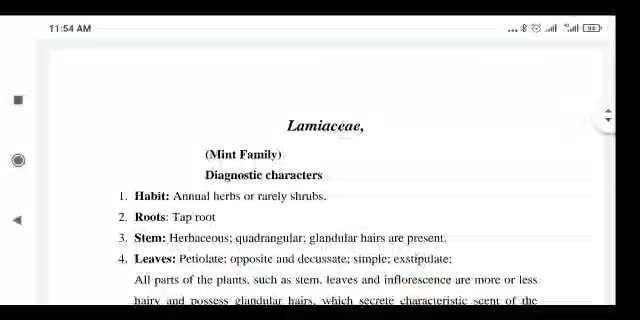 11:54 AM
Lamiaceae,
(Mint Family)
Diagnostic characters
1. Habit: Annual herbs or rarely shrubs.
2. Roots: Tap root
3. Stem: Herbaceous; quadrangular; glandular hairs are present.
4. Leaves: Petiolate; opposite and decussate; simple; exstipulate;
All parts of the plants, such as stem, leaves and inflorescence are more or less
hairy and possess glandular hairs, which secrete characteristic scent of the